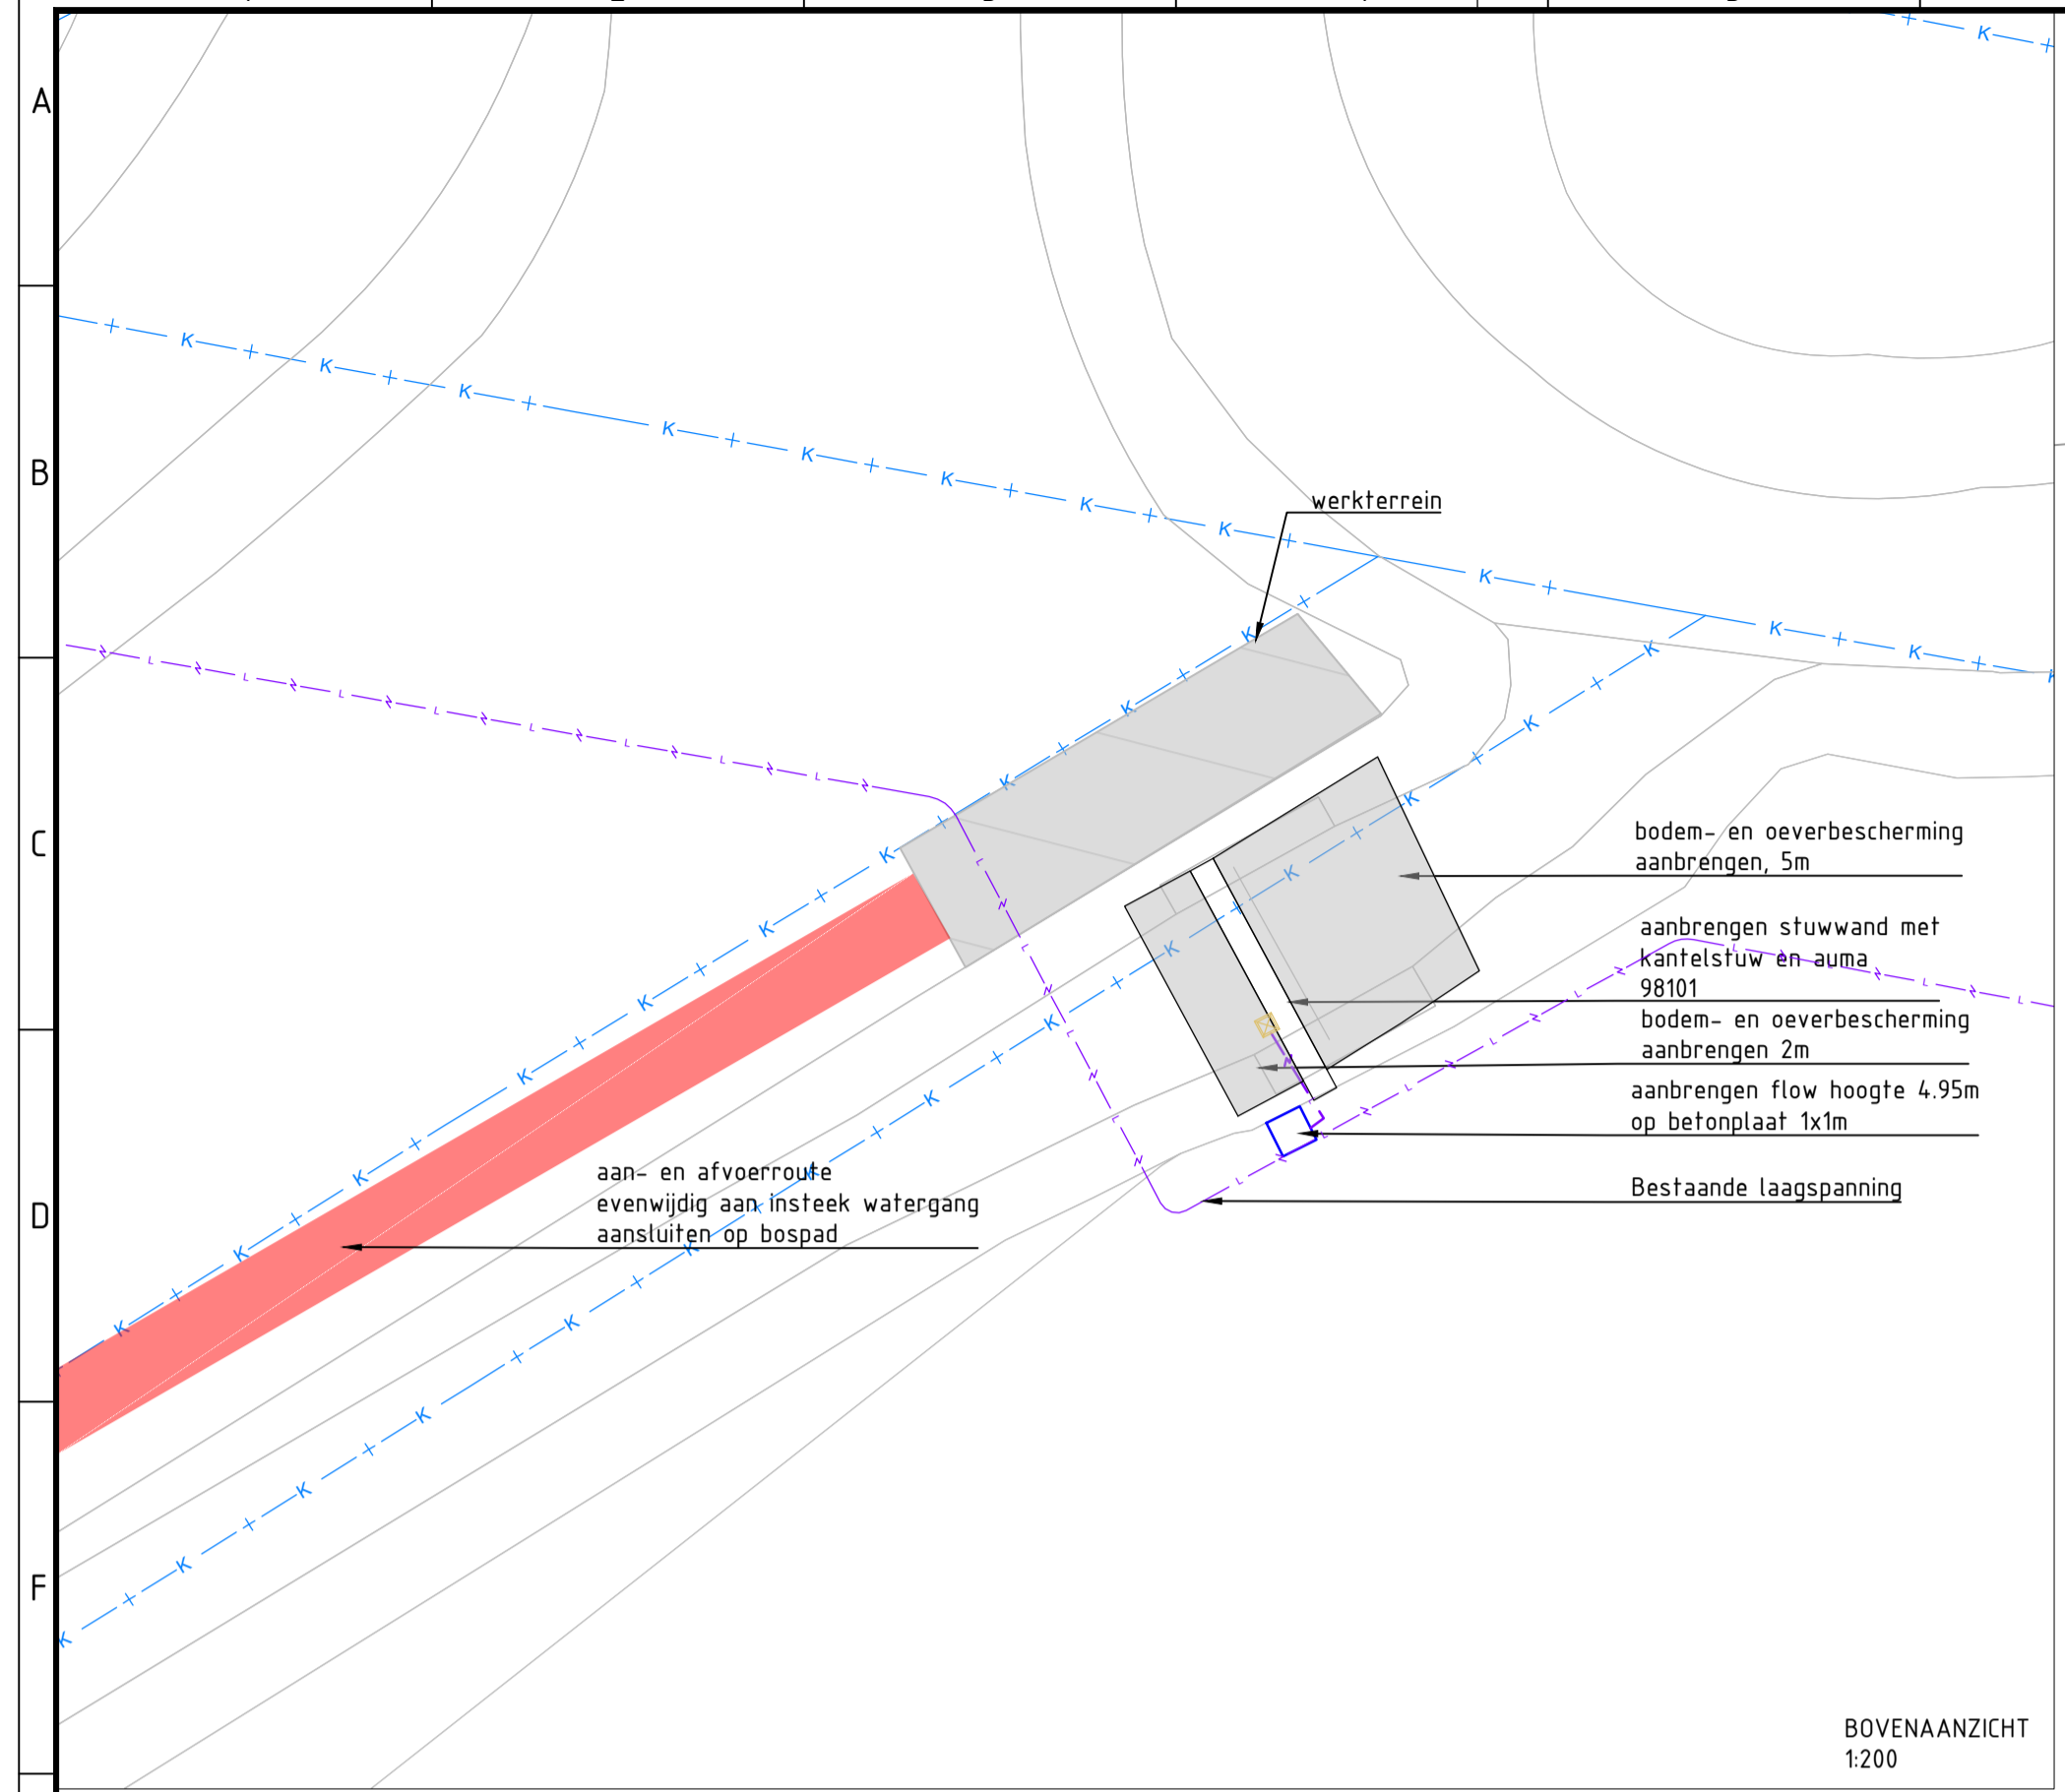 A
B
C
D
F
werkterrein
bodem- en oeverbescherming
aanbrengen, 5m
aanbrengen stuwwand met
kantelstuw en auma
98101
bodem- en oeverbescherming
aanbrengen 2m
aanbrengen flow hoogte 4.95m
op betonplaat 1x1m
Bestaande laagspanning
aan- en afvoerroute
evenwijdig aan insteek watergang
aansluiten op bospad
BOVENAANZICHT
1:200